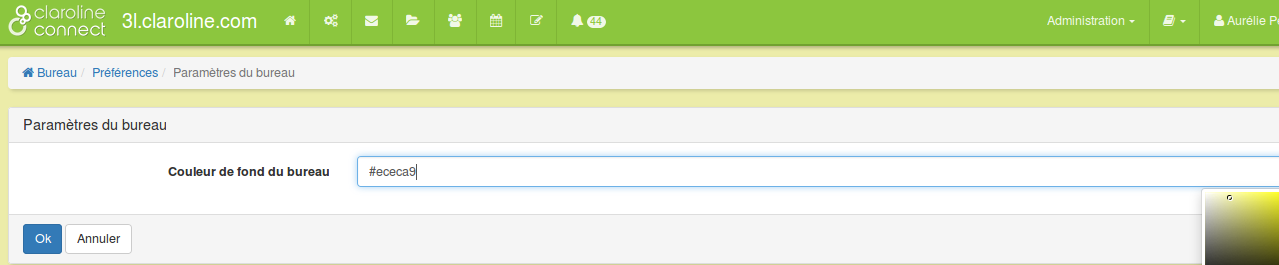 claroline
connect
3l.claroline.com
44
Administration
Aurélie
Bureau / Préférences / Paramètres du bureau
Paramètres du bureau
Couleur de fond du bureau
#ececa9
Ok
Annuler